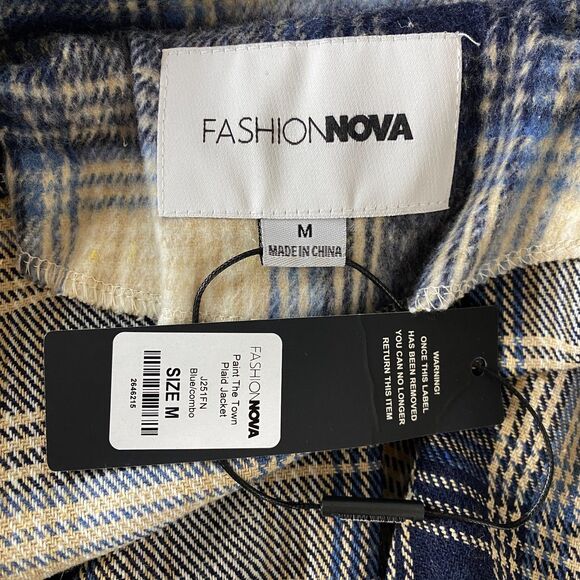 FASHIONNOVA
M
MADE IN CHINA
FASHIONNOVA
Paint The Town
Plaid Jacket
J251FN
Blue/combo
SIZE M
2646215
WARNING!
ONCE THIS LABEL
HAS BEEN REMOVED
YOU CAN NO LONGER
RETURN THIS ITEM